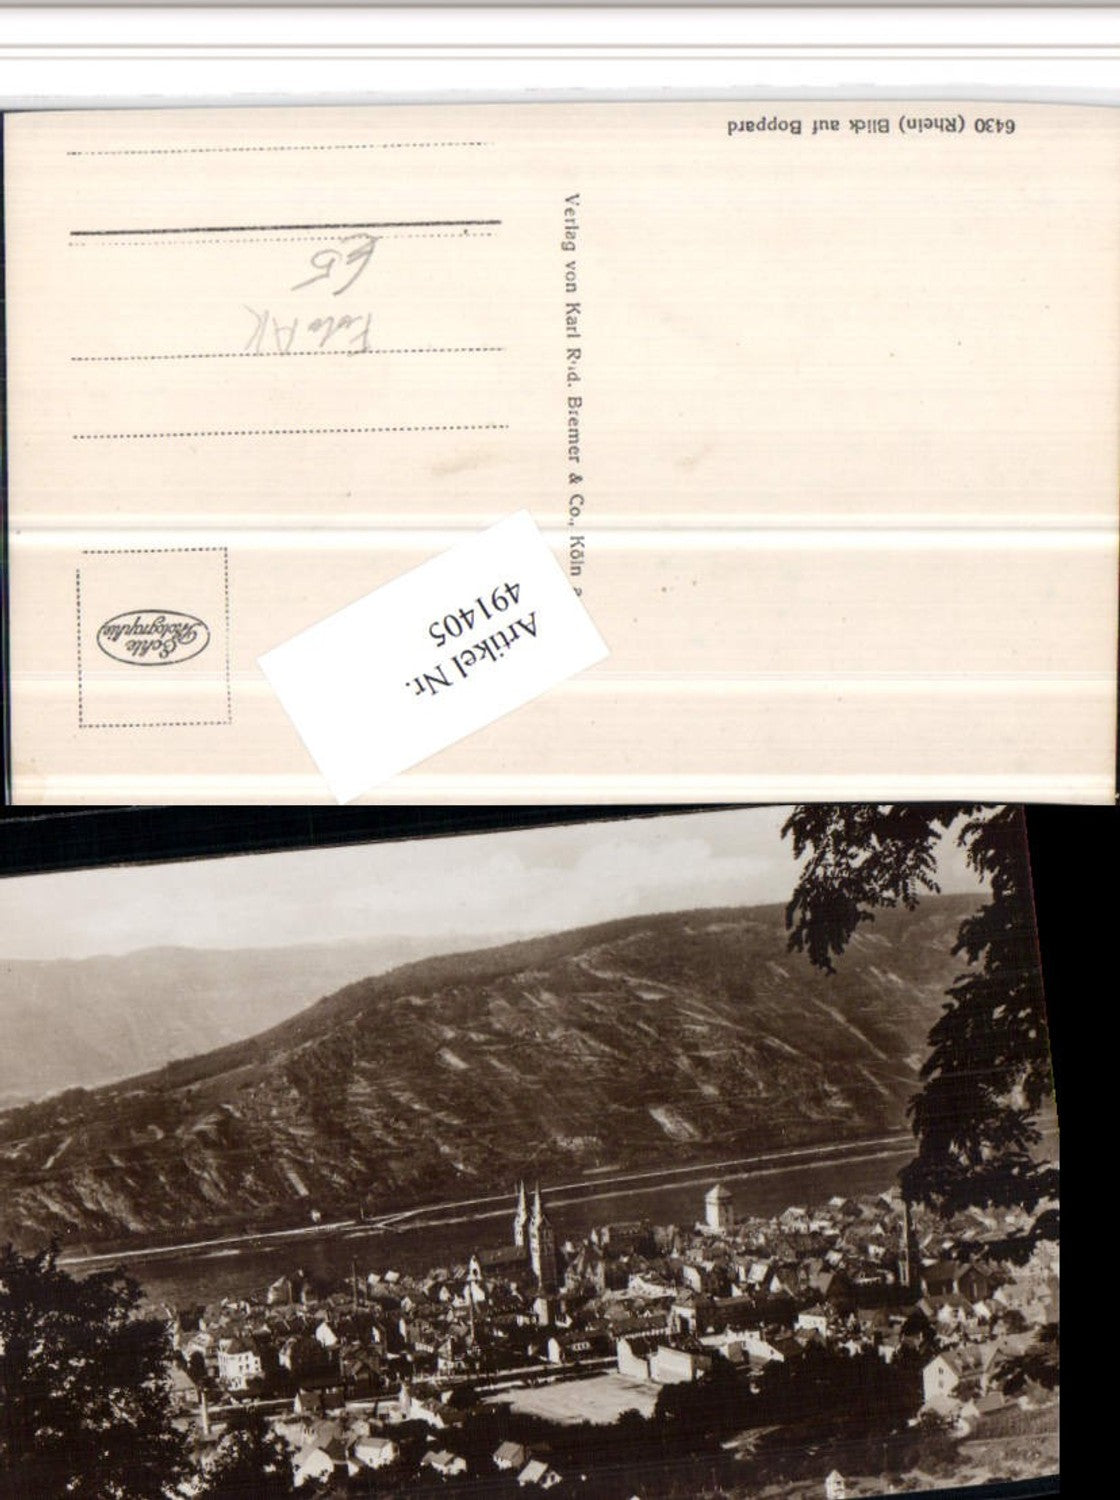 6430 (Rhein) Blick auf Boppard
Verlag von Karl Rud. Bremer & Co., Köln a
Foto AK
Echte
Photographie
Artikel Nr.
491405